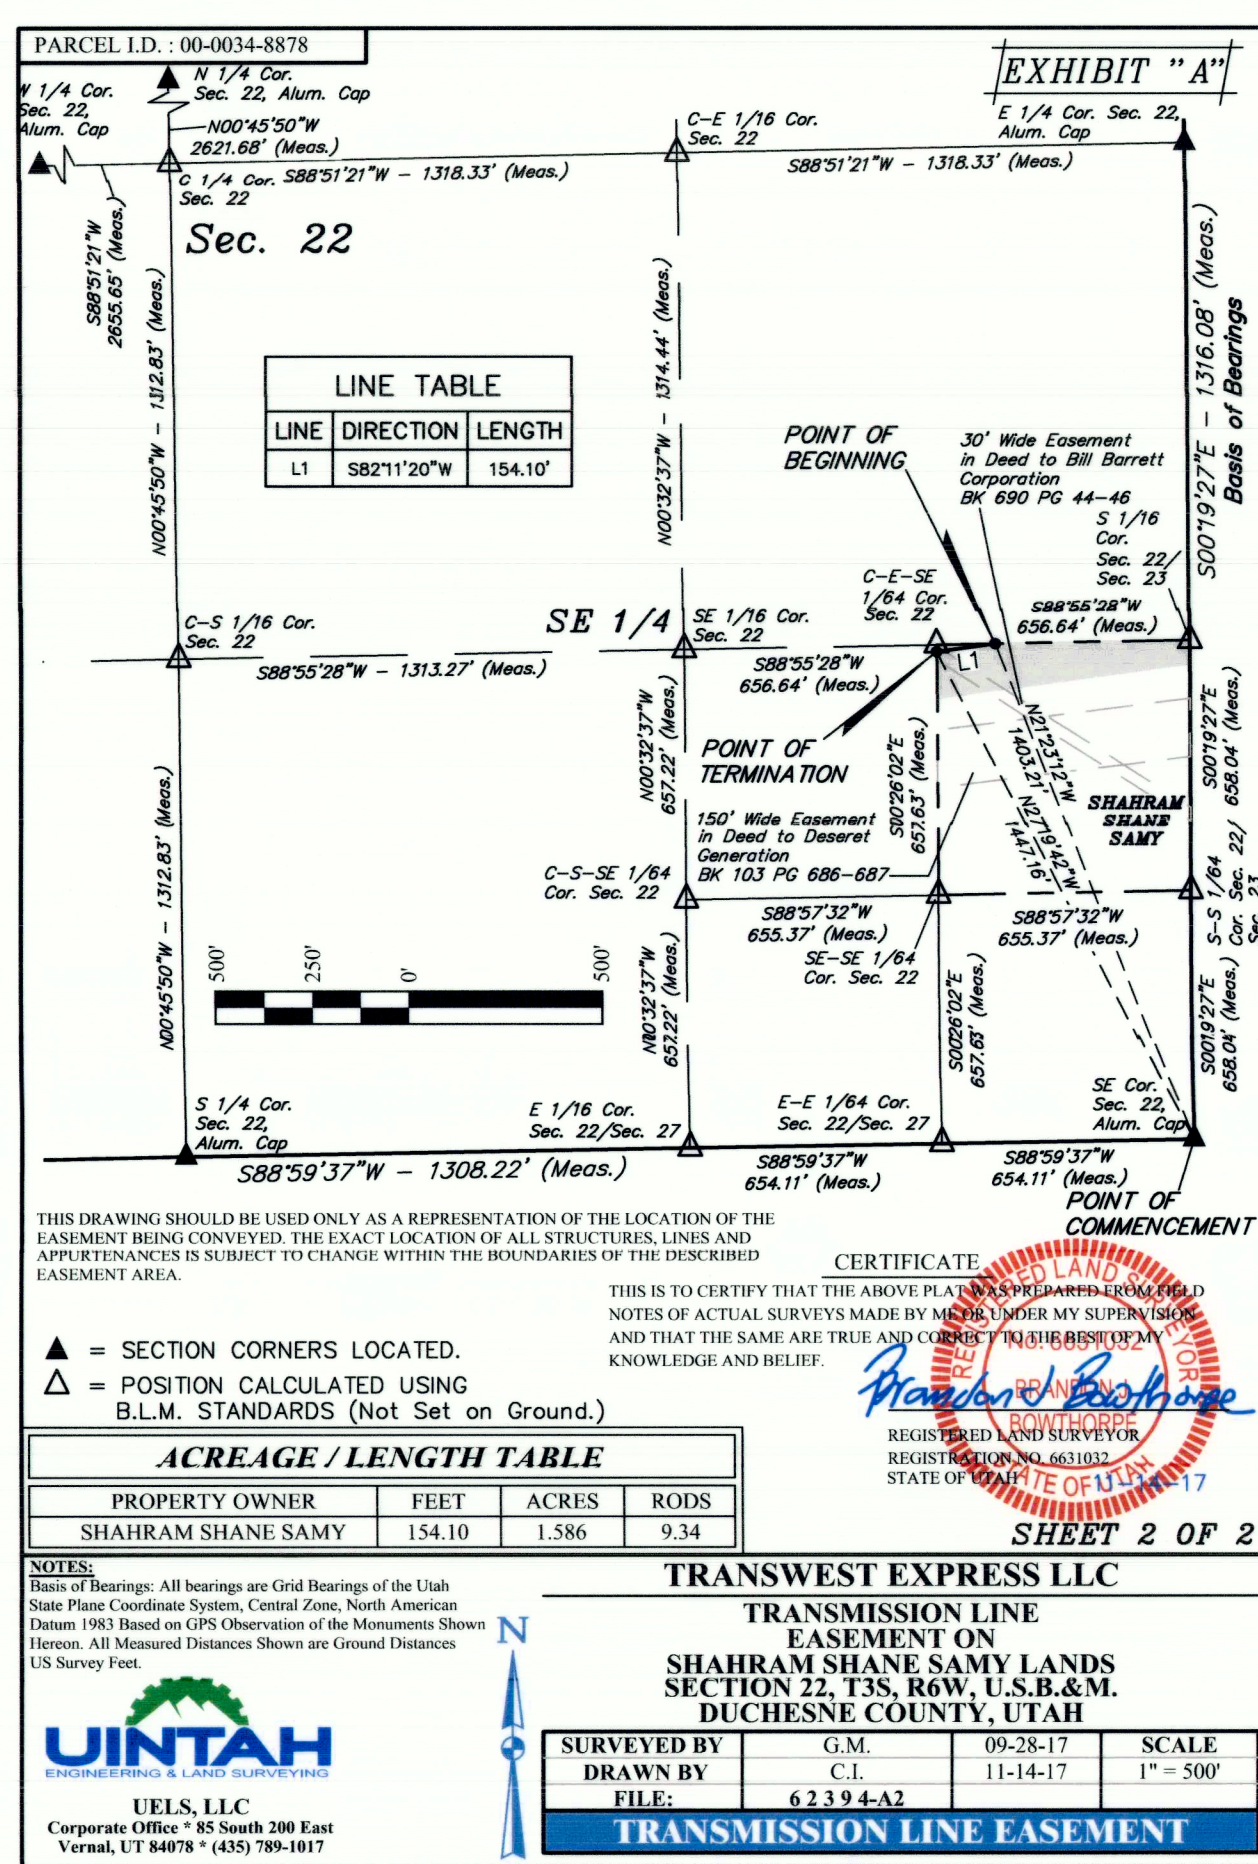 PARCEL I.D. : 00-0034-8878
EXHIBIT "A"
W 1/4 Cor.
Sec. 22,
Alum. Cap
N 1/4 Cor.
Sec. 22, Alum. Cap
N00°45'50"W
2621.68' (Meas.)
C-E 1/16 Cor.
Sec. 22
E 1/4 Cor. Sec. 22,
Alum. Cap
C 1/4 Cor.
Sec. 22
S88°51'21"W - 1318.33' (Meas.)
S88°51'21"W - 1318.33' (Meas.)
S88°51'21"W
2655.65' (Meas.)
Sec. 22
N00°45'50"W - 1312.83' (Meas.)
N00°32'37"W - 1314.44' (Meas.)
S00°19'27"E - 1316.08' (Meas.)
Basis of Bearings
LINE TABLE
LINE DIRECTION LENGTH
L1 S82°11'20"W 154.10'
POINT OF
BEGINNING
30' Wide Easement
in Deed to Bill Barrett
Corporation
BK 690 PG 44-46
S 1/16
Cor.
Sec. 22/
Sec. 23
C-E-SE
1/64 Cor.
Sec. 22
S88°55'28"W
656.64' (Meas.)
C-S 1/16 Cor.
Sec. 22
SE 1/4
SE 1/16 Cor.
Sec. 22
S88°55'28"W - 1313.27' (Meas.)
S88°55'28"W
656.64' (Meas.)
L1
N00°32'37"W
657.22' (Meas.)
POINT OF
TERMINATION
S00°26'02"E
657.63' (Meas.)
N21°23'12"W
1403.21'
N27°19'42"W
1447.16'
S00°19'27"E
658.04' (Meas.)
SHAHRAM
SHANE
SAMY
150' Wide Easement
in Deed to Deseret
Generation
BK 103 PG 686-687
N00°45'50"W - 1312.83' (Meas.)
C-S-SE 1/64
Cor. Sec. 22
S88°57'32"W
655.37' (Meas.)
SE-SE 1/64
Cor. Sec. 22
S88°57'32"W
655.37' (Meas.)
S-S 1/64
Cor. Sec. 22/
Sec. 23
500' 250' 0' 500'
N00°32'37"W
657.22' (Meas.)
S00°26'02"E
657.63' (Meas.)
S00°19'27"E
658.04' (Meas.)
S 1/4 Cor.
Sec. 22,
Alum. Cap
E 1/16 Cor.
Sec. 22/Sec. 27
E-E 1/64 Cor.
Sec. 22/Sec. 27
SE Cor.
Sec. 22,
Alum. Cap
S88°59'37"W - 1308.22' (Meas.)
S88°59'37"W
654.11' (Meas.)
S88°59'37"W
654.11' (Meas.)
POINT OF
COMMENCEMENT
THIS DRAWING SHOULD BE USED ONLY AS A REPRESENTATION OF THE LOCATION OF THE
EASEMENT BEING CONVEYED. THE EXACT LOCATION OF ALL STRUCTURES, LINES AND
APPURTENANCES IS SUBJECT TO CHANGE WITHIN THE BOUNDARIES OF THE DESCRIBED
EASEMENT AREA.
CERTIFICATE
THIS IS TO CERTIFY THAT THE ABOVE PLAT WAS PREPARED FROM FIELD
NOTES OF ACTUAL SURVEYS MADE BY ME OR UNDER MY SUPERVISION
AND THAT THE SAME ARE TRUE AND CORRECT TO THE BEST OF MY
KNOWLEDGE AND BELIEF.
REGISTERED LAND SURVEYOR
No. 6631032
BRANDON J.
BOWTHORPE
STATE OF UTAH
Brandon J Bowthorpe
REGISTERED LAND SURVEYOR
REGISTRATION NO. 6631032
STATE OF UTAH
11-14-17
= SECTION CORNERS LOCATED.
= POSITION CALCULATED USING
B.L.M. STANDARDS (Not Set on Ground.)
ACREAGE / LENGTH TABLE
PROPERTY OWNER FEET ACRES RODS
SHAHRAM SHANE SAMY 154.10 1.586 9.34
SHEET 2 OF 2
NOTES:
Basis of Bearings: All bearings are Grid Bearings of the Utah
State Plane Coordinate System, Central Zone, North American
Datum 1983 Based on GPS Observation of the Monuments Shown
Hereon. All Measured Distances Shown are Ground Distances
US Survey Feet.
N
UINTAH
ENGINEERING & LAND SURVEYING
UELS, LLC
Corporate Office * 85 South 200 East
Vernal, UT 84078 * (435) 789-1017
TRANSWEST EXPRESS LLC
TRANSMISSION LINE
EASEMENT ON
SHAHRAM SHANE SAMY LANDS
SECTION 22, T3S, R6W, U.S.B.&M.
DUCHESNE COUNTY, UTAH
SURVEYED BY G.M. 09-28-17 SCALE
DRAWN BY C.I. 11-14-17 1" = 500'
FILE: 6 2 3 9 4-A2
TRANSMISSION LINE EASEMENT